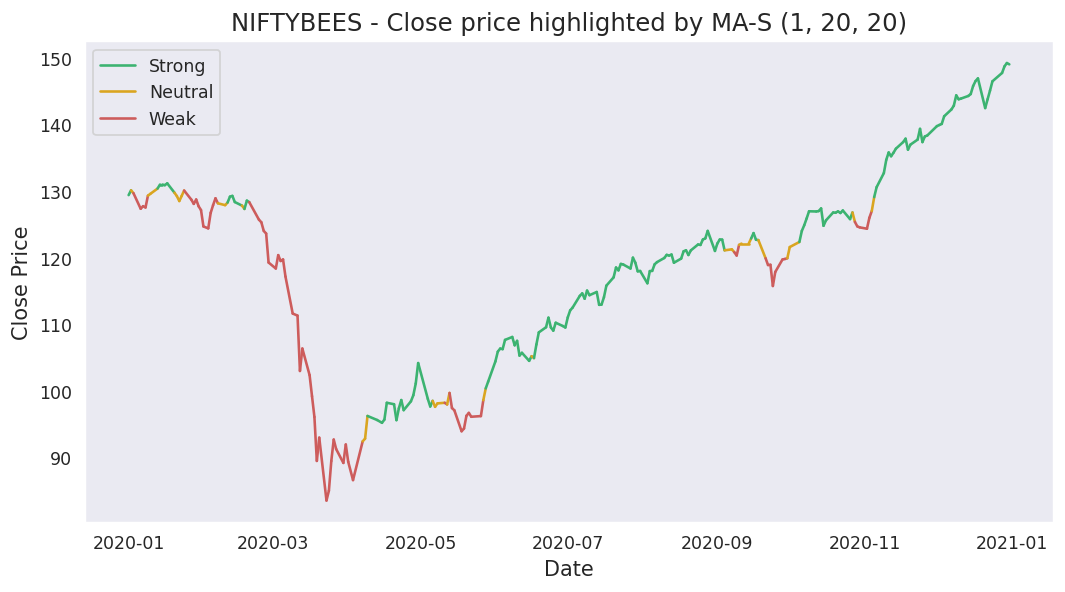 NIFTYBEES - Close price highlighted by MA-S (1, 20, 20)
Strong
Neutral
Weak
150
140
130
120
110
100
90
Close Price
2020-01 2020-03 2020-05 2020-07 2020-09 2020-11 2021-01
Date